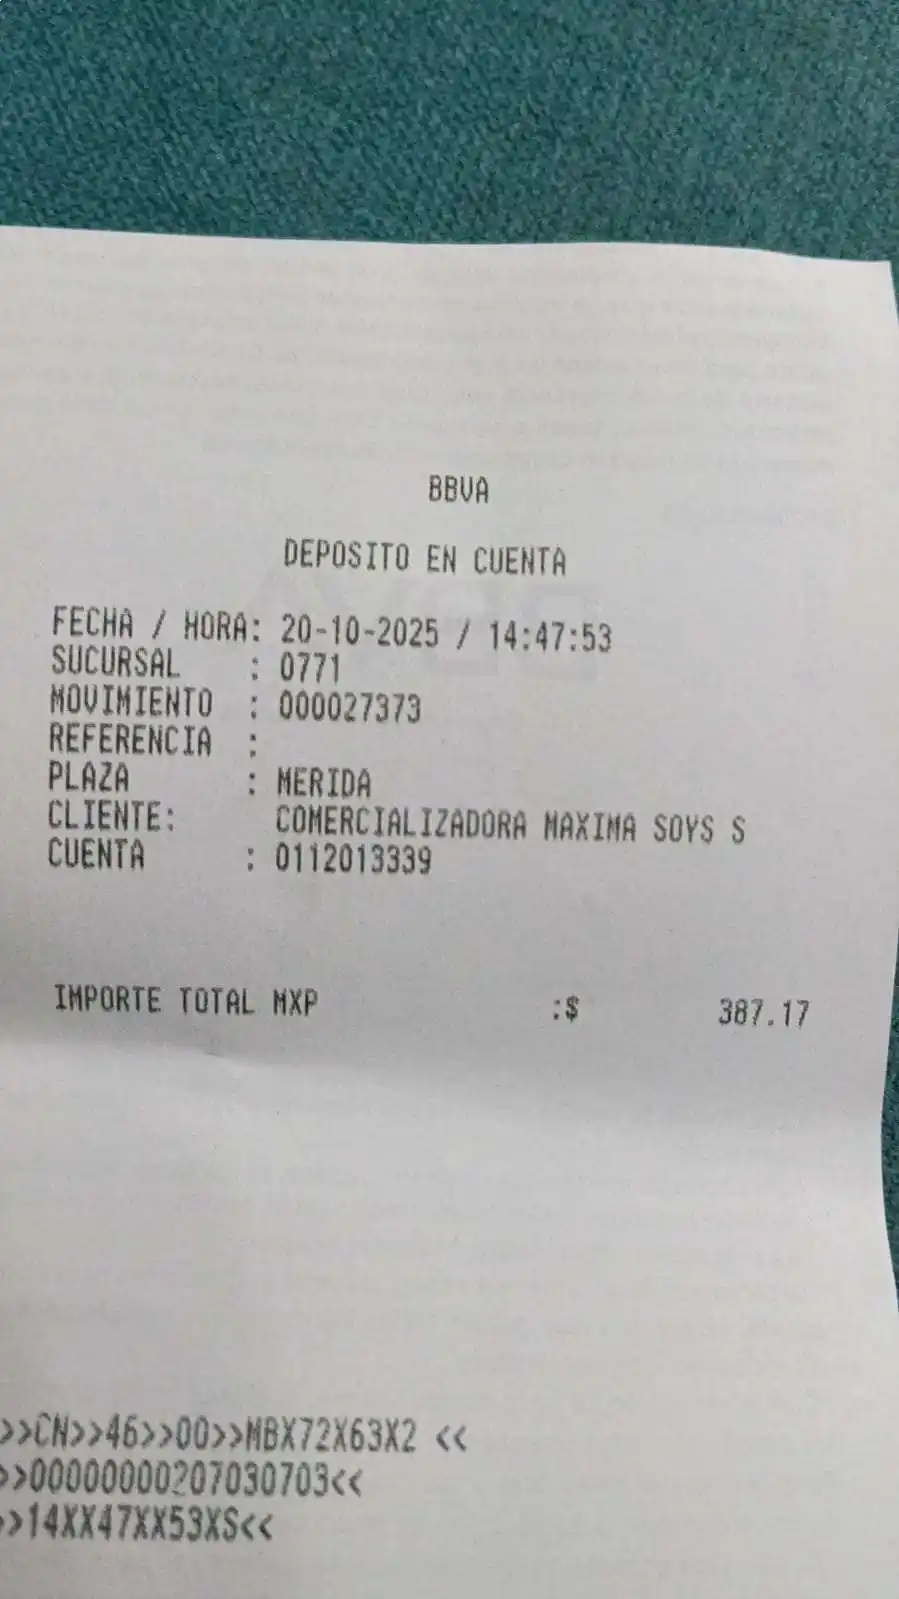 BBVA
DEPOSITO EN CUENTA
FECHA / HORA: 20-10-2025 / 14:47:53
SUCURSAL : 0771
MOVIMIENTO : 000027373
REFERENCIA :
PLAZA : MERIDA
CLIENTE: COMERCIALIZADORA MAXIMA SOYS S
CUENTA : 0112013339
IMPORTE TOTAL MXP :$ 387.17
>>CN>>46>>00>>MBX72X63X2 <<
>>00000000207030703<<
>>14XX47XX53XS<<